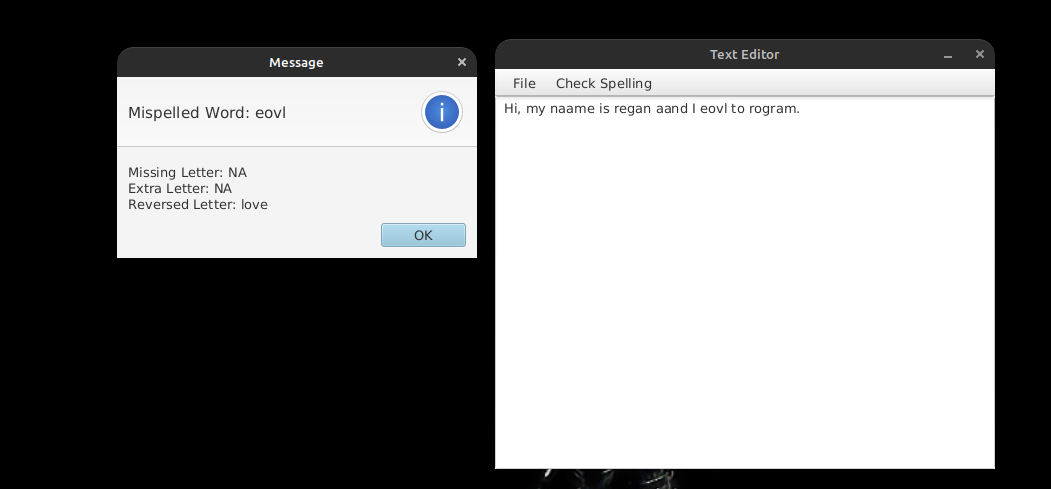 Message
Mispelled Word: eovl
i
Missing Letter: NA
Extra Letter: NA
Reversed Letter: love
OK
Text Editor
File Check Spelling
Hi, my naame is regan aand I eovl to rogram.